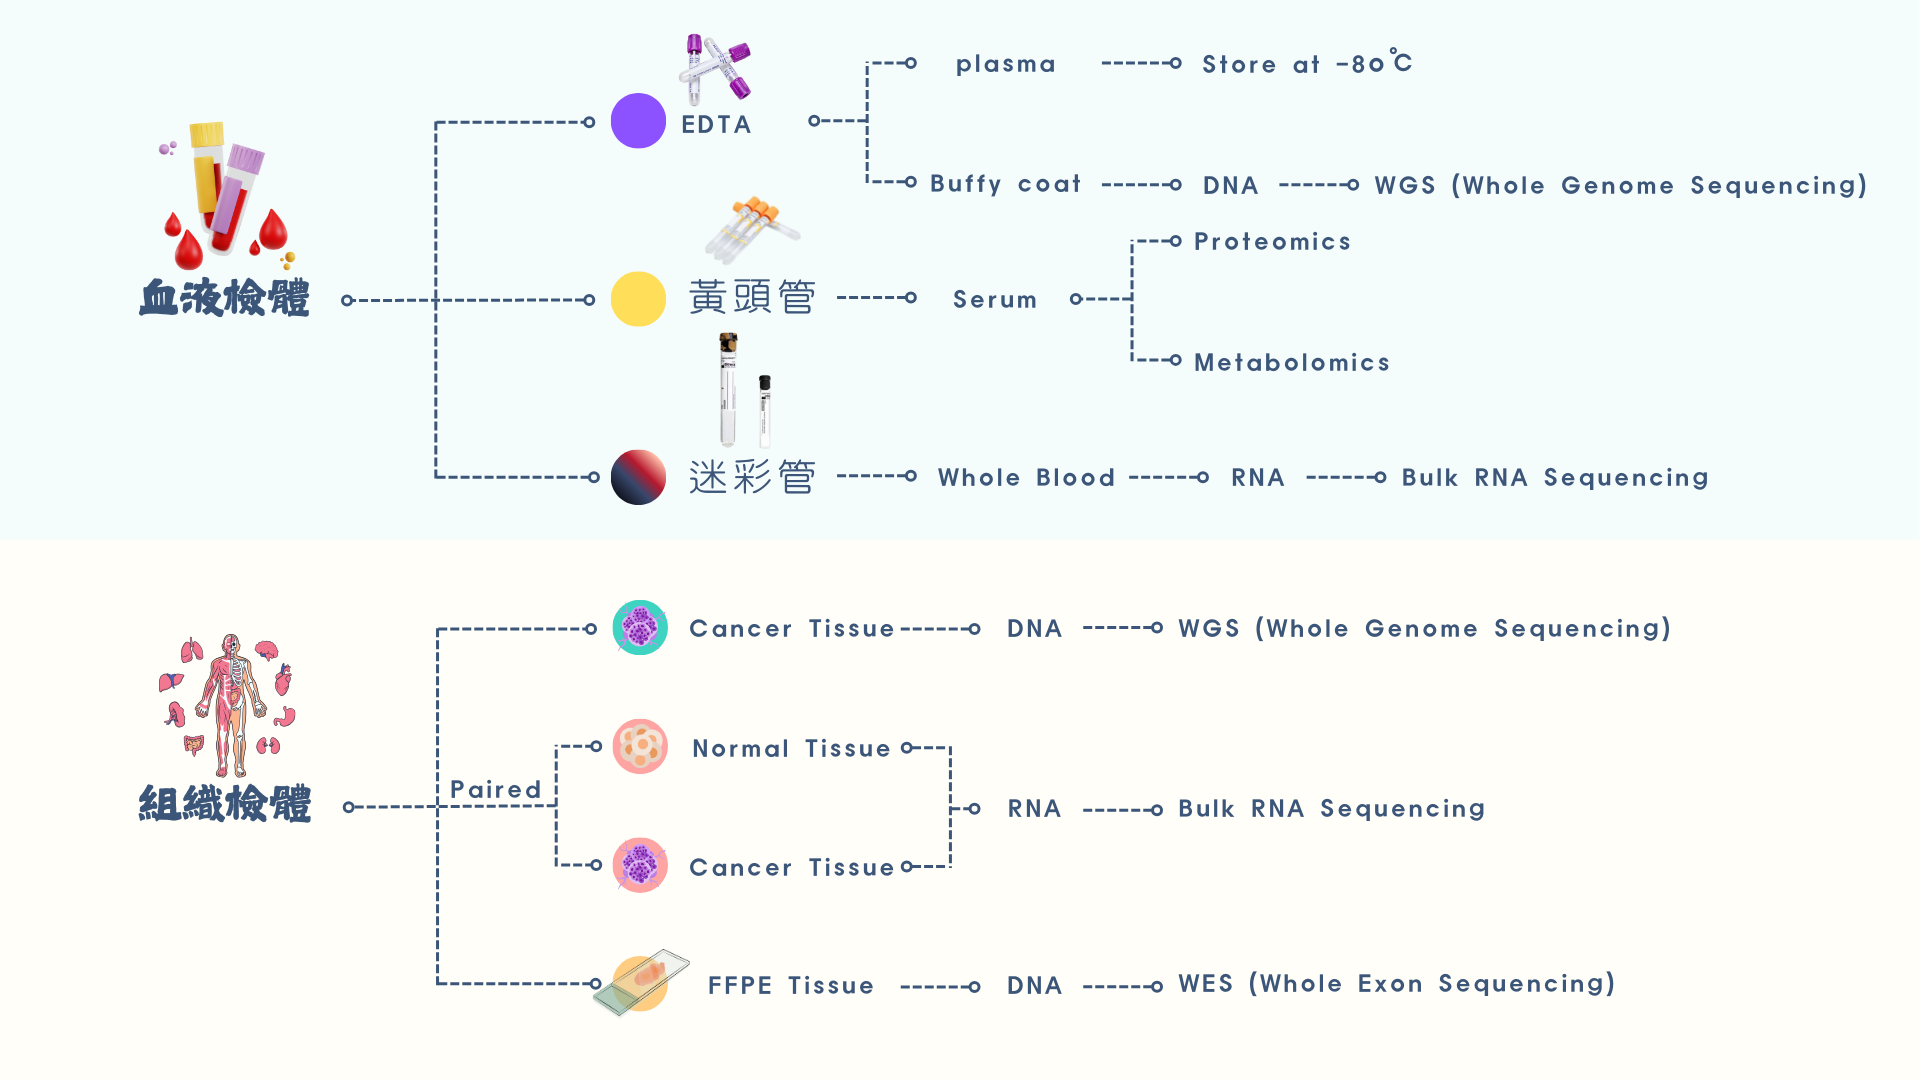 血液檢體
EDTA
plasma
Store at -80°C
Buffy coat
DNA
WGS (Whole Genome Sequencing)
黃頭管
Serum
Proteomics
Metabolomics
迷彩管
Whole Blood
RNA
Bulk RNA Sequencing
組織檢體
Cancer Tissue
DNA
WGS (Whole Genome Sequencing)
Paired
Normal Tissue
Cancer Tissue
RNA
Bulk RNA Sequencing
FFPE Tissue
DNA
WES (Whole Exon Sequencing)